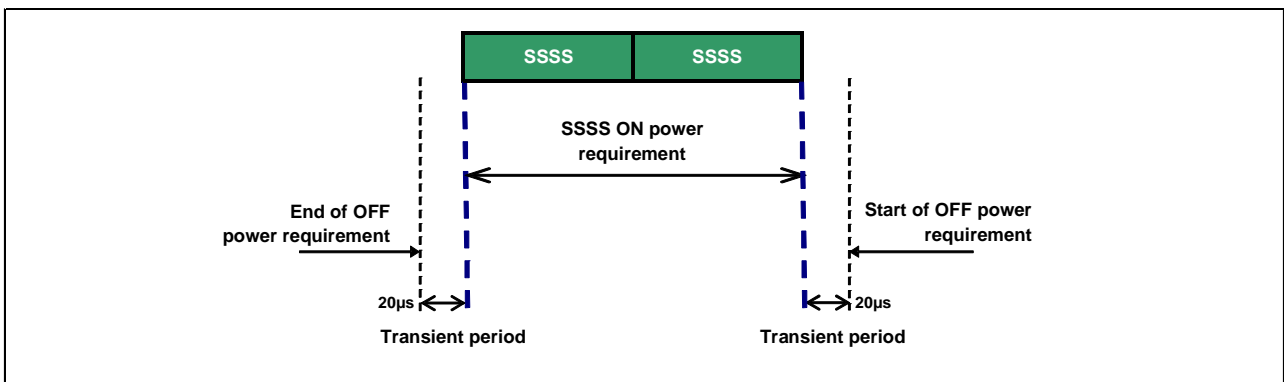 SSSS SSSS
SSSS ON power
requirement
End of OFF
power requirement
Start of OFF power
requirement
20µs
20µs
Transient period
Transient period